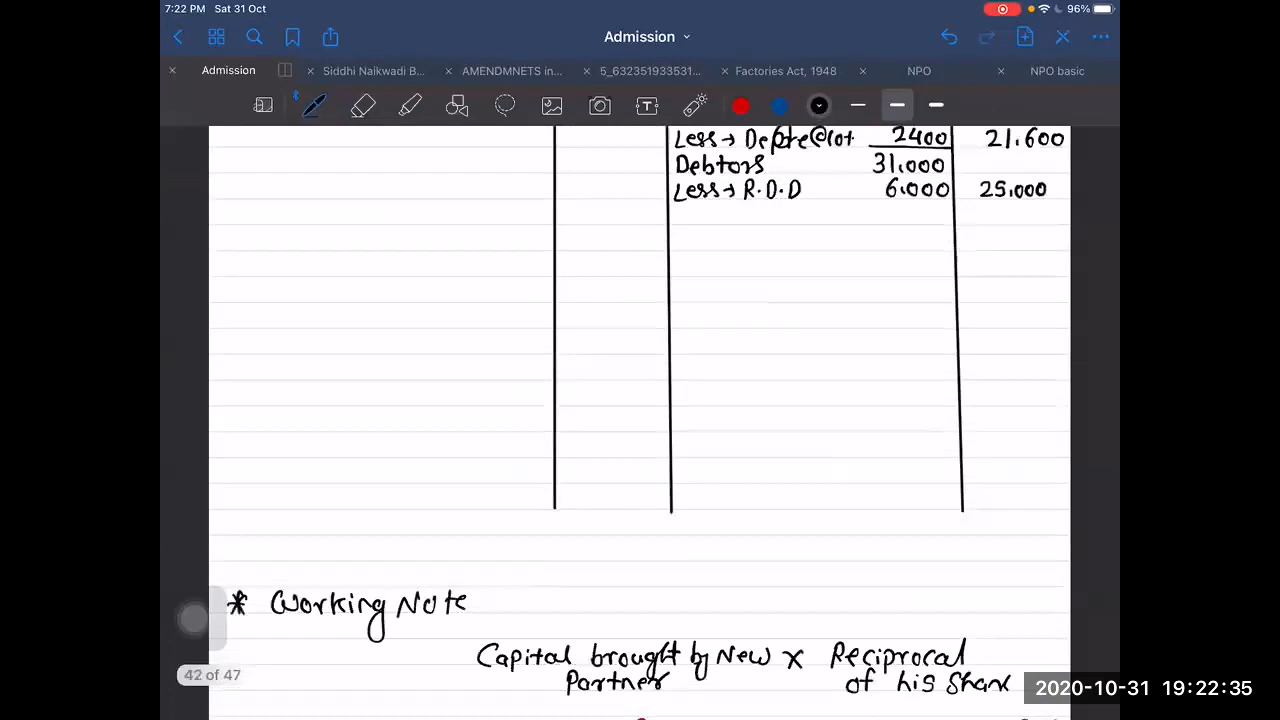 7:22 PM Sat 31 Oct 96%
Admission
Admission Siddhi Naikwadi B... AMENDMNETS in... 5_632351933531... Factories Act, 1948 NPO NPO basic
Less → Depre@10% 2400 21,600
Debtors 31,000
Less → R.D.D 6,000 25,000
* Working Note
Capital brought by New × Reciprocal
Partner of his Share
42 of 47
2020-10-31 19:22:35